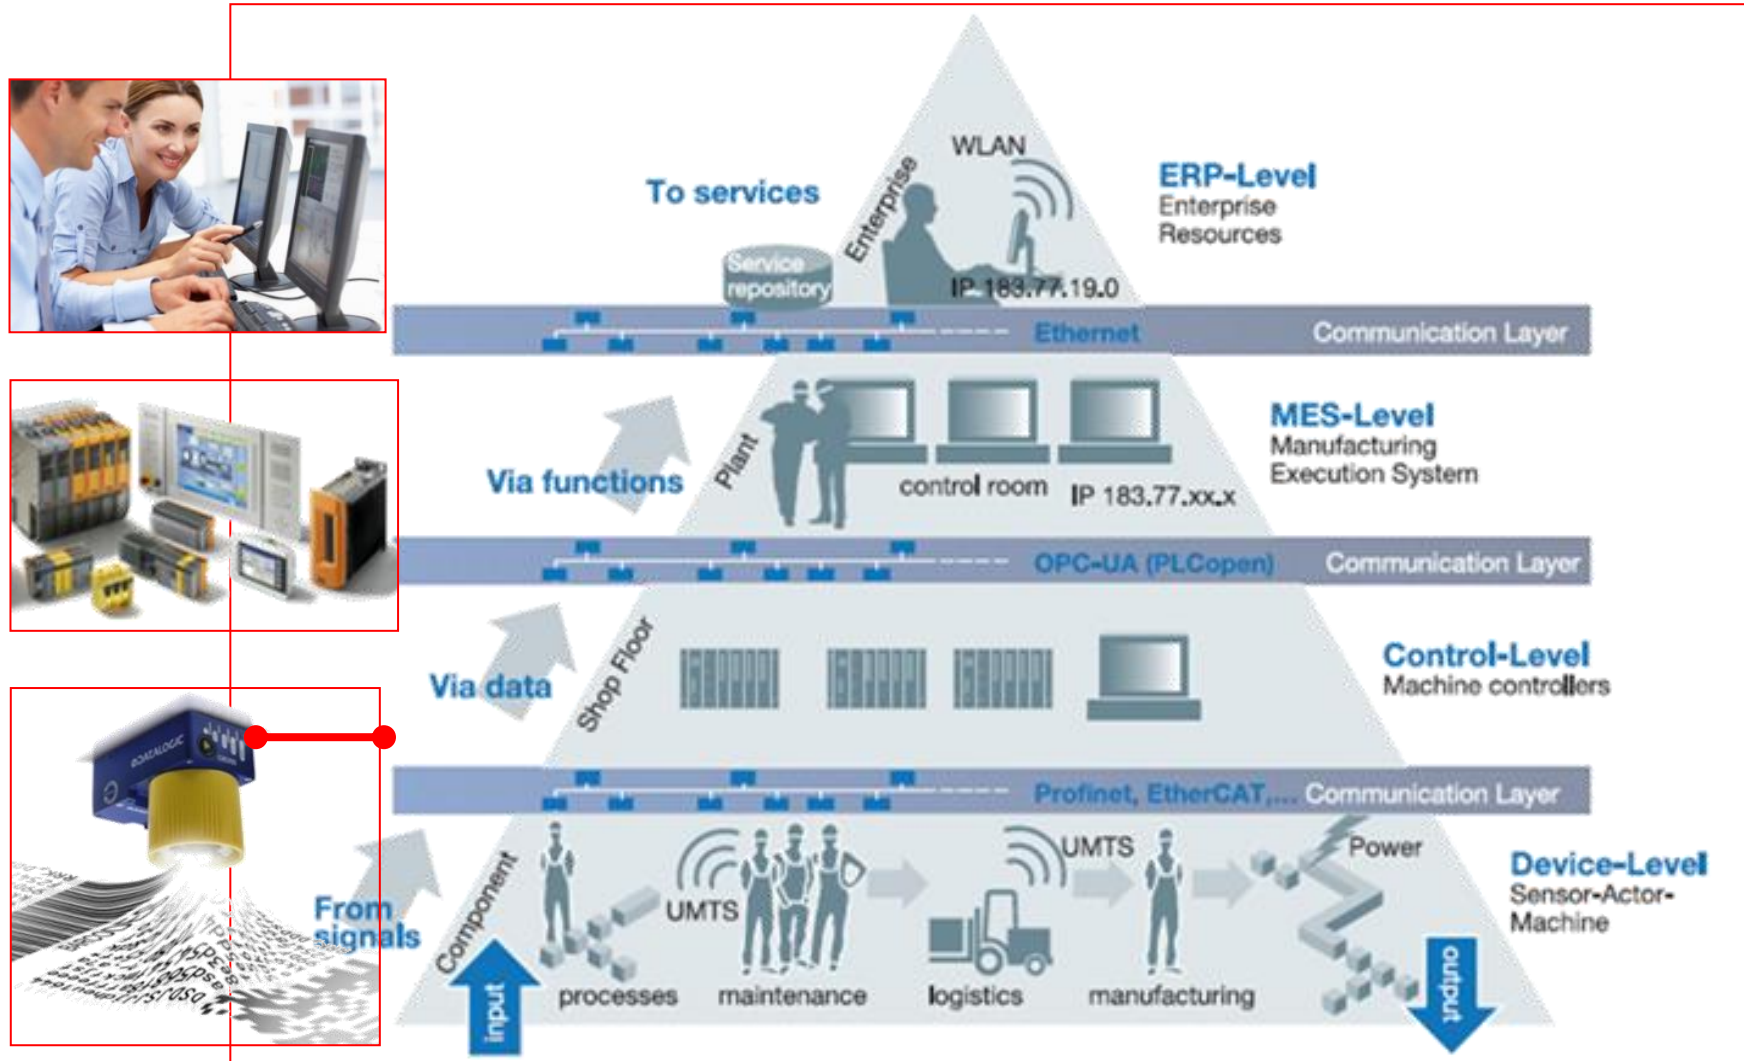 WLAN
ERP-Level
Enterprise
Resources
To services
Enterprise
Service
repository
IP 183.77.19.0
Ethernet
Communication Layer
MES-Level
Manufacturing
Execution System
Plant
Via functions
control room
IP 183.77.xx.x
OPC-UA (PLCopen)
Communication Layer
Control-Level
Machine controllers
Shop Floor
Via data
DATALOGIC
Profinet, EtherCAT,...
Communication Layer
UMTS
UMTS
Power
Device-Level
Sensor-Actor-
Machine
From
signals
Component
input
processes
maintenance
logistics
manufacturing
output